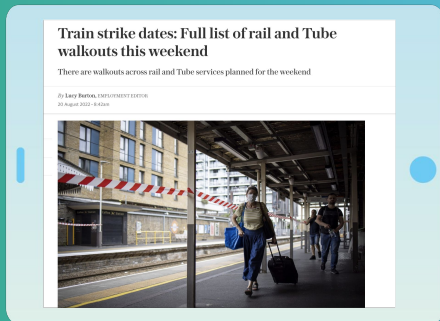 Train strike dates: Full list of rail and Tube
walkouts this weekend
There are walkouts across rail and Tube services planned for the weekend
By Lucy Burton, EMPLOYMENT EDITOR
20 August 2022 • 9:42am